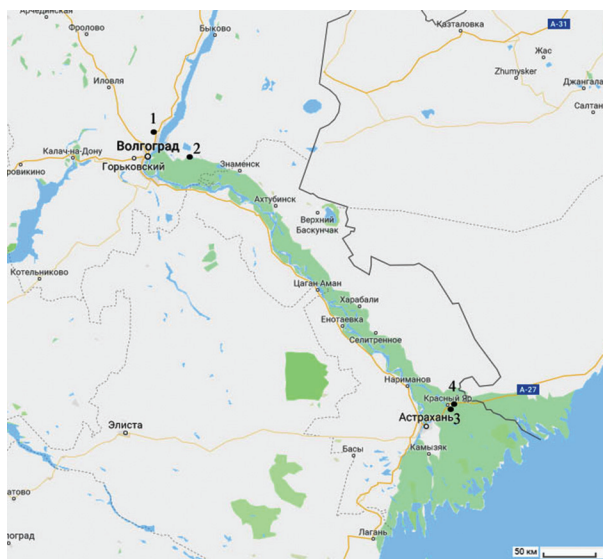 Арчединская
Фролово
Быково
Казталовка
А-31
Жас
Иловля
Zhumysker
Джангала
Салтан
1
Волгоград
2
Калач-на-Дону
Горьковский
Знаменск
ровикино
Ахтубинск
Верхний
Баскунчак
Котельниково
Цаган Аман
Харабали
Енотаевка
Селитренное
Нариманов
4
А-27
Красный Яр
3
Астрахань
Элиста
Басы
Камызяк
атово
Лагань
лоград
50 км